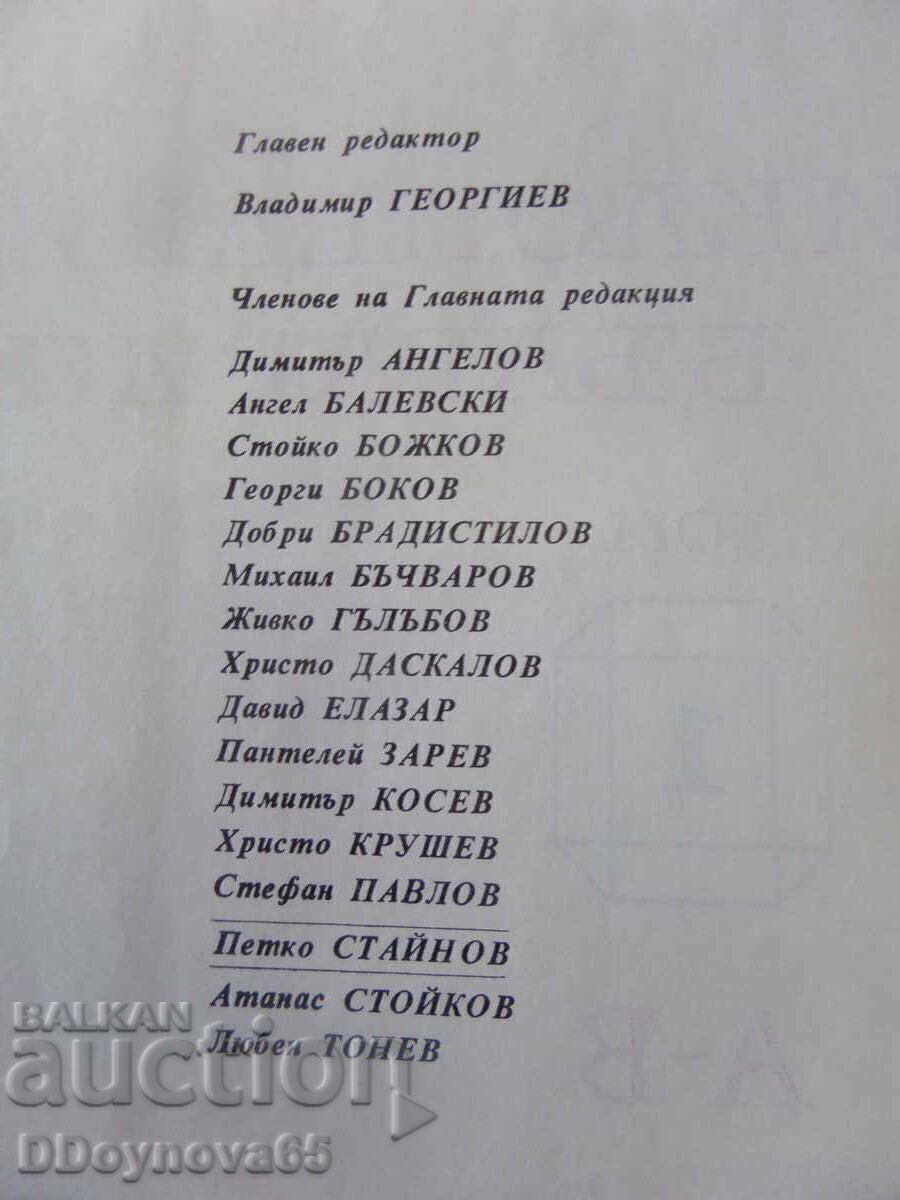 Главен редактор
Владимир ГЕОРГИЕВ
Членове на Главната редакция
Димитър АНГЕЛОВ
Ангел БАЛЕВСКИ
Стойко БОЖКОВ
Георги БОКОВ
Добри БРАДИСТИЛОВ
Михаил БЪЧВАРОВ
Живко ГЪЛЪБОВ
Христо ДАСКАЛОВ
Давид ЕЛАЗАР
Пантелей ЗАРЕВ
Димитър КОСЕВ
Христо КРУШЕВ
Стефан ПАВЛОВ
Петко СТАЙНОВ
Атанас СТОЙКОВ
Любен ТОНЕВ
BALKAN
auction
DDoynova65
1
А-В